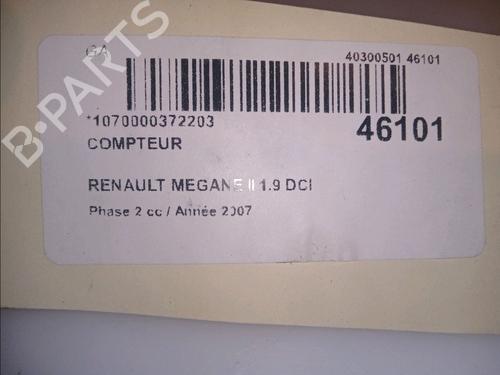 GA 40300501 46101
*1070000372203 46101
COMPTEUR
RENAULT MEGANE II 1.9 DCI
Phase 2 cc / Année 2007
B-PARTS